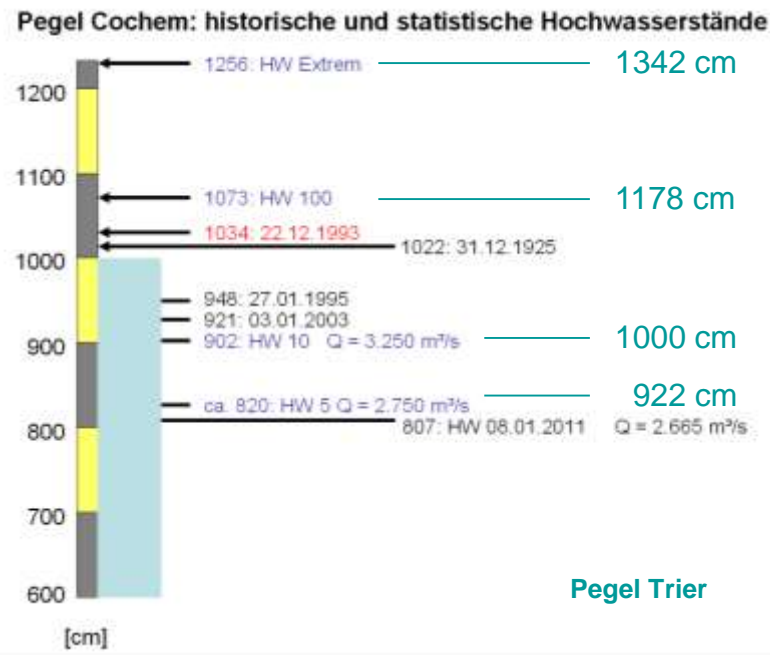 Pegel Cochem: historische und statistische Hochwasserstände
1256: HW Extrem 1342 cm
1200
1100
1073: HW 100 1178 cm
1034: 22.12.1993
1022: 31.12.1925
1000
948: 27.01.1995
921: 03.01.2003
902: HW 10 Q = 3.250 m³/s 1000 cm
900
ca. 820: HW 5 Q = 2.750 m³/s 922 cm
807: HW 08.01.2011 Q = 2.665 m³/s
800
700
600
Pegel Trier
[cm]